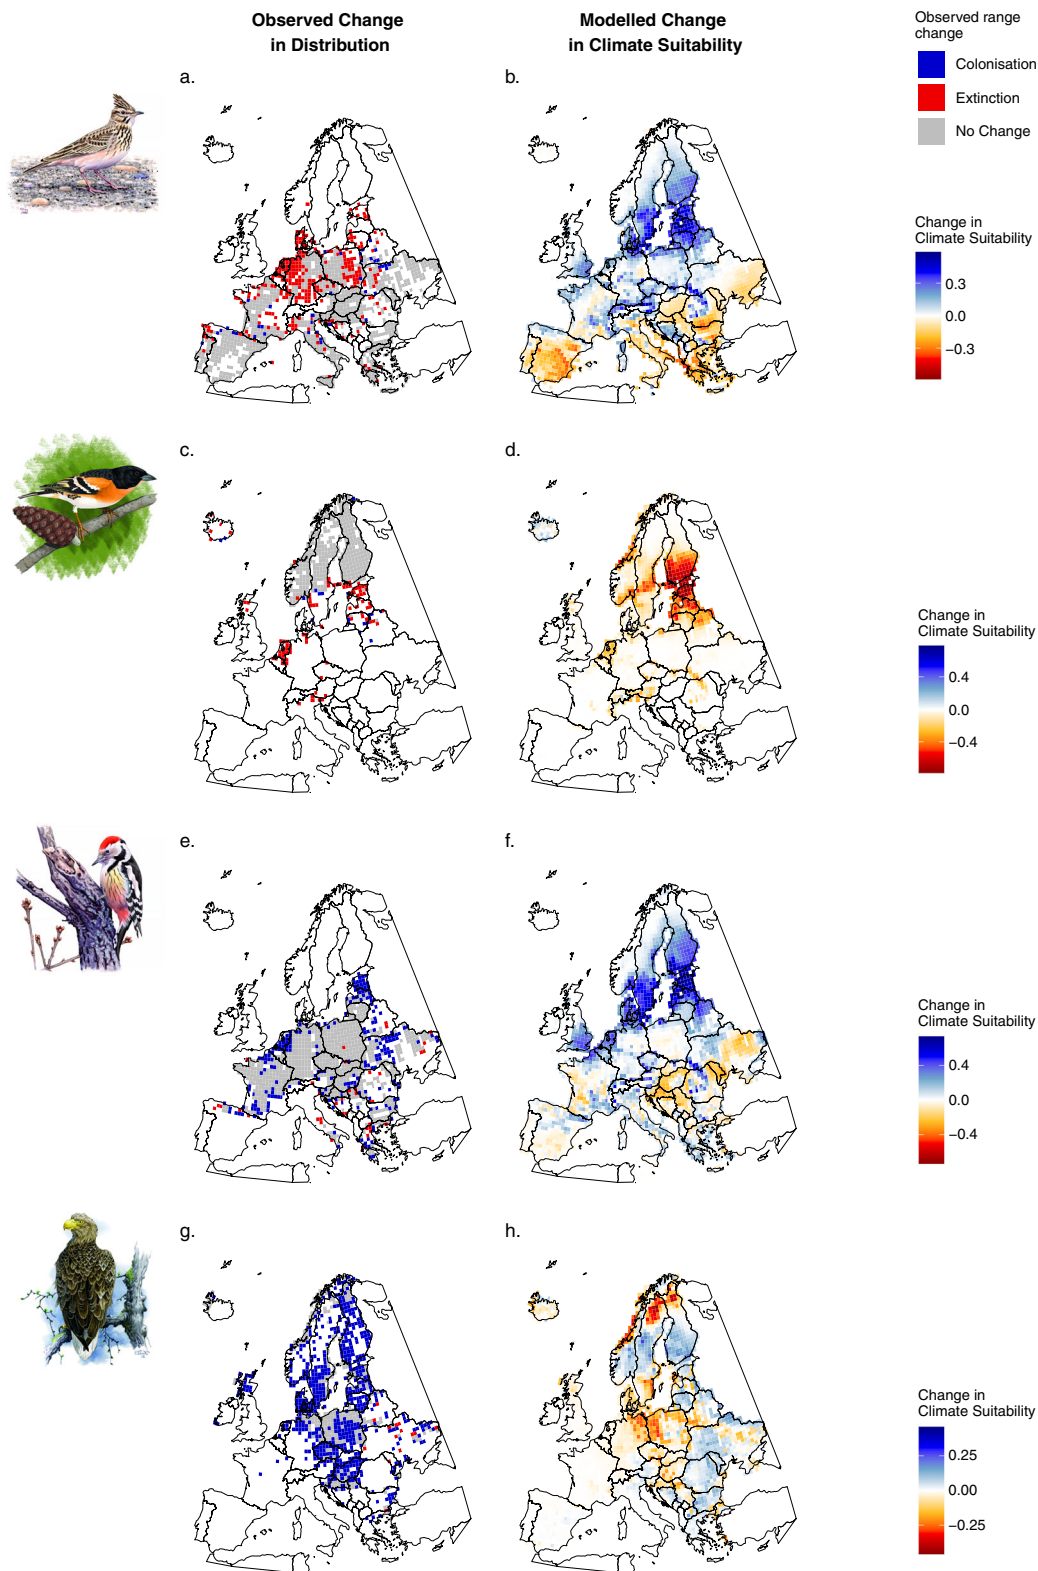 Observed Change
in Distribution
Modelled Change
in Climate Suitability
Observed range
change
Colonisation
Extinction
No Change
a.
b.
Change in
Climate Suitability
0.3
0.0
−0.3
c.
d.
Change in
Climate Suitability
0.4
0.0
−0.4
e.
f.
Change in
Climate Suitability
0.4
0.0
−0.4
g.
h.
Change in
Climate Suitability
0.25
0.00
−0.25